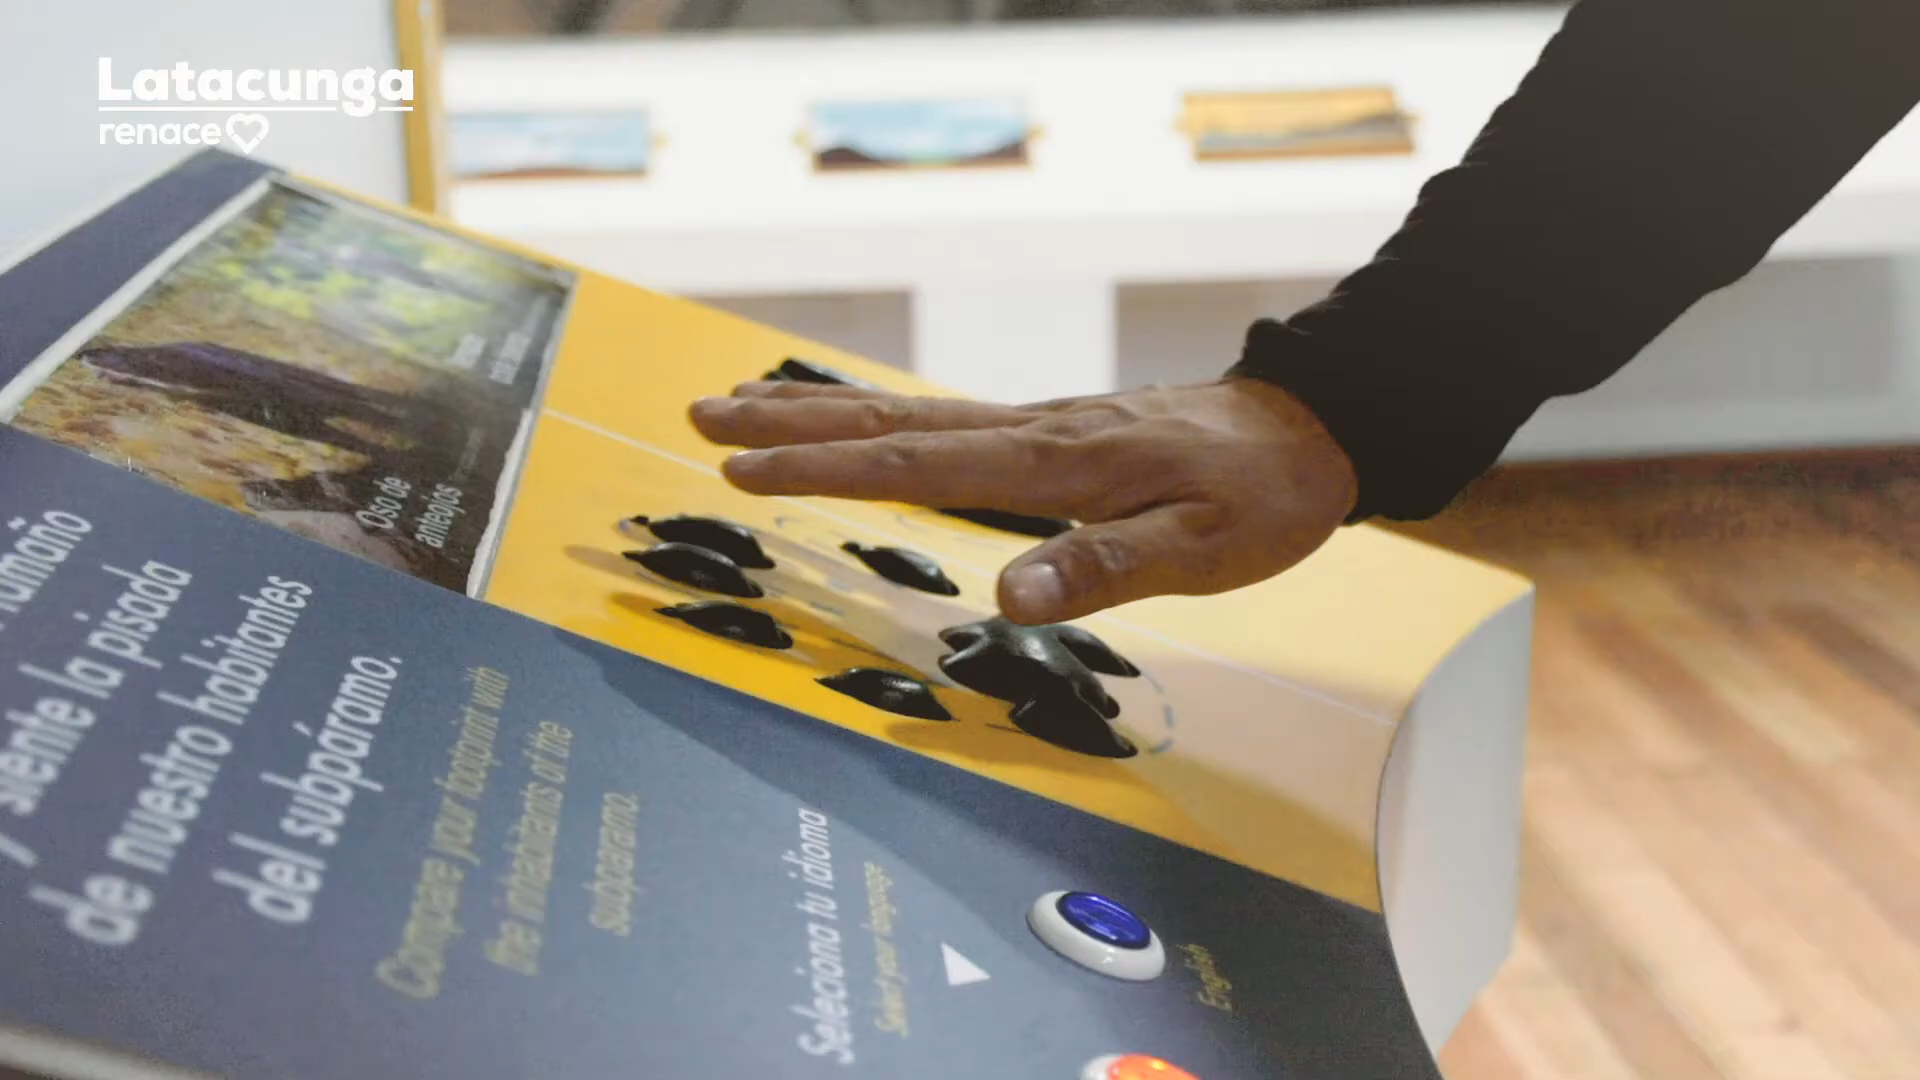 Latacunga
renace
Oso de
anteojos
tamaño
y siente la pisada
de nuestro habitantes
del subpáramo.
Compare your footprint with
the inhabitants of the
subparamo.
Selecciona tu idioma
Select your language
English